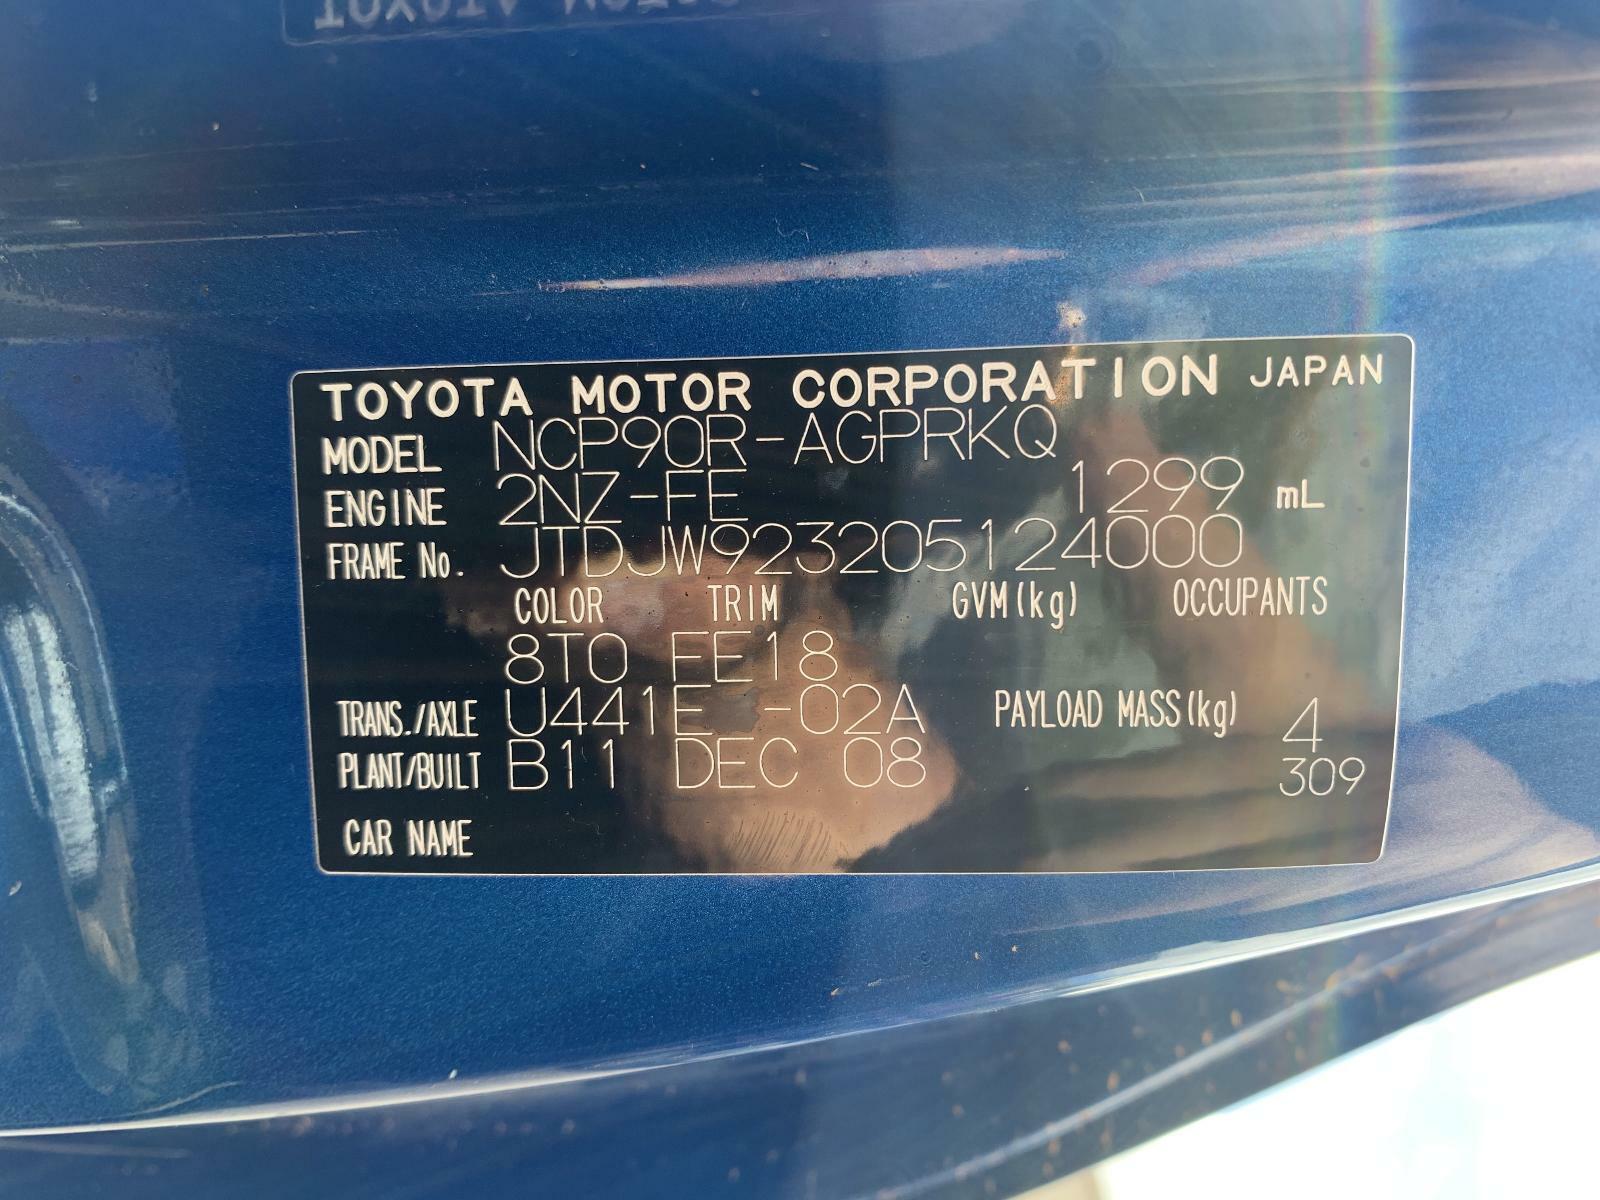 TOYOTA MOTOR CORPORATION JAPAN
MODEL NCP90R-AGPRKQ
ENGINE 2NZ-FE 1299 mL
FRAME No. JTDJW923205124000
COLOR TRIM GVM(kg) OCCUPANTS
8T0 FE18
TRANS./AXLE U441E -02A PAYLOAD MASS(kg) 4
PLANT/BUILT B11 DEC 08 309
CAR NAME